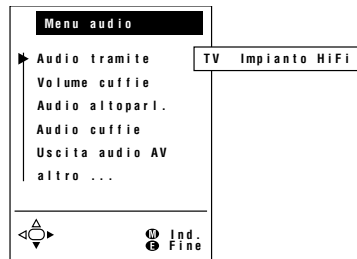 Menu audio
Audio tramite
TV Impianto HiFi
Volume cuffie
Audio altoparl.
Audio cuffie
Uscita audio AV
altro ...
M Ind.
E Fine